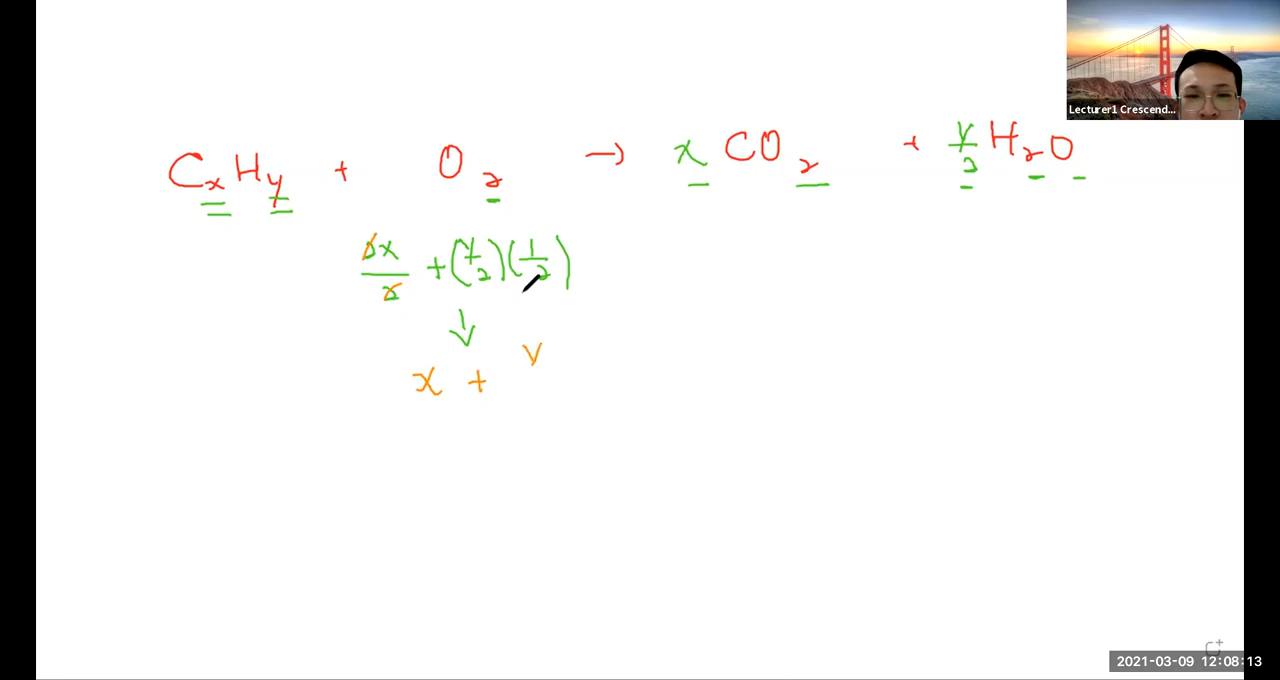 Lecturer1 Crescend...
CxHy + O2 → x CO2 + y/2 H2O
2x/2 + (y/2)(1/2)
↓
x + y
2021-03-09 12:08:13